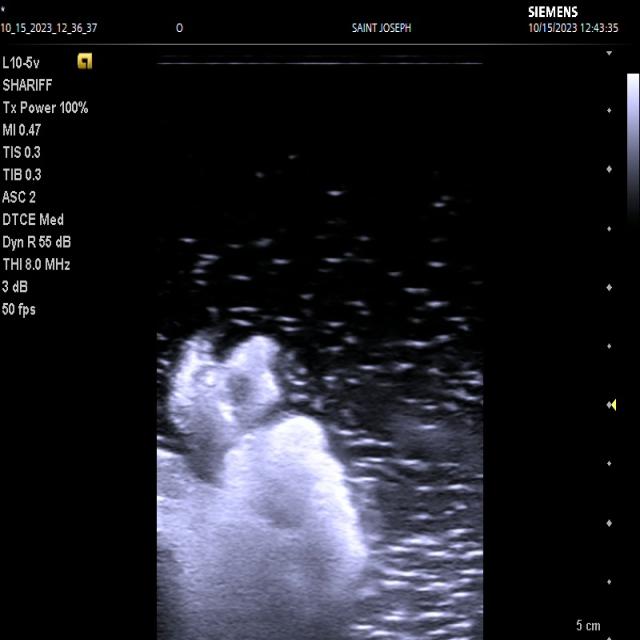 *
SIEMENS
10_15_2023_12_36_37 O SAINT JOSEPH 10/15/2023 12:43:35
L10-5v
SHARIFF
Tx Power 100%
MI 0.47
TIS 0.3
TIB 0.3
ASC 2
DTCE Med
Dyn R 55 dB
THI 8.0 MHz
3 dB
50 fps
5 cm